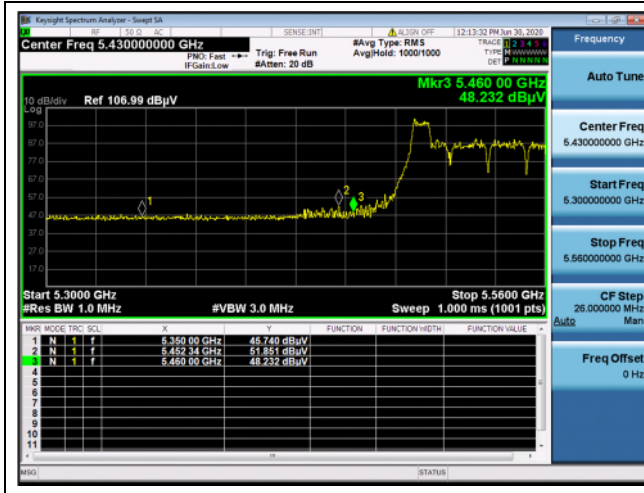 Keysight Spectrum Analyzer - Swept SA
RF 50 Ω AC SENSE:INT ALIGN OFF 12:13:32 PM Jun 30, 2020
Center Freq 5.430000000 GHz
PNO: Fast
IFGain:Low
Trig: Free Run
#Atten: 20 dB
#Avg Type: RMS
Avg|Hold: 1000/1000
TRACE 1 2 3 4 5 6
TYPE M WWWWW
DET P N N N N N
Mkr3 5.460 00 GHz
48.232 dBµV
10 dB/div
Log
Ref 106.99 dBµV
97.0
87.0
77.0
67.0
57.0
47.0
37.0
27.0
17.0
1
2
3
Start 5.3000 GHz
Stop 5.5600 GHz
#Res BW 1.0 MHz
#VBW 3.0 MHz
Sweep 1.000 ms (1001 pts)
MKR MODE TRC SCL X Y FUNCTION FUNCTION WIDTH FUNCTION VALUE
1 N 1 f 5.350 00 GHz 45.740 dBµV
2 N 1 f 5.452 34 GHz 51.851 dBµV
3 N 1 f 5.460 00 GHz 48.232 dBµV
4
5
6
7
8
9
10
11
MSG
STATUS
Frequency
Auto Tune
Center Freq
5.430000000 GHz
Start Freq
5.300000000 GHz
Stop Freq
5.560000000 GHz
CF Step
26.000000 MHz
Auto Man
Freq Offset
0 Hz